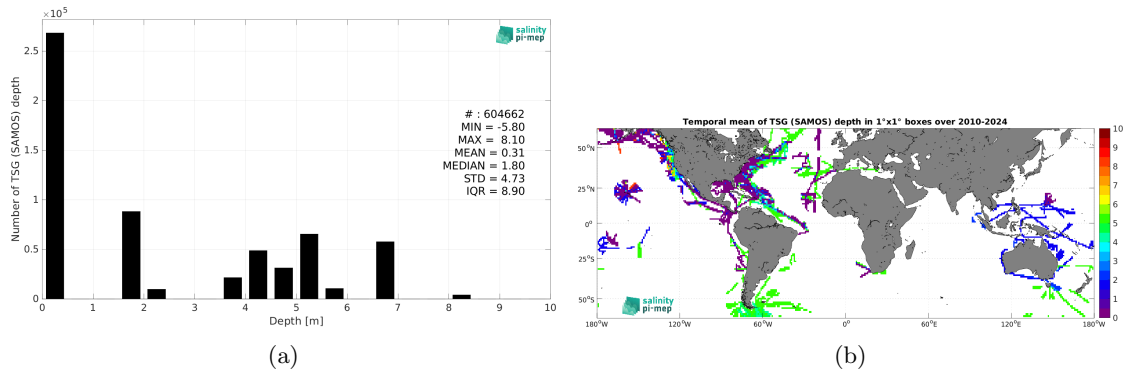 ×10⁵
2.5
2
1.5
1
0.5
0
Number of TSG (SAMOS) depth
0 1 2 3 4 5 6 7 8 9 10
Depth [m]
salinity
pi-mep
# : 604662
MIN = -5.80
MAX = 8.10
MEAN = 0.31
MEDIAN = 1.80
STD = 4.73
IQR = 8.90
(a)
Temporal mean of TSG (SAMOS) depth in 1°x1° boxes over 2010-2024
50°N
25°N
0°
25°S
50°S
180°W 120°W 60°W 0°W 60°E 120°E 180°W
salinity
pi-mep
10
9
8
7
6
5
4
3
2
1
0
(b)